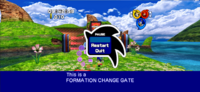 Restart
Quit
This is a
FORMATION CHANGE GATE